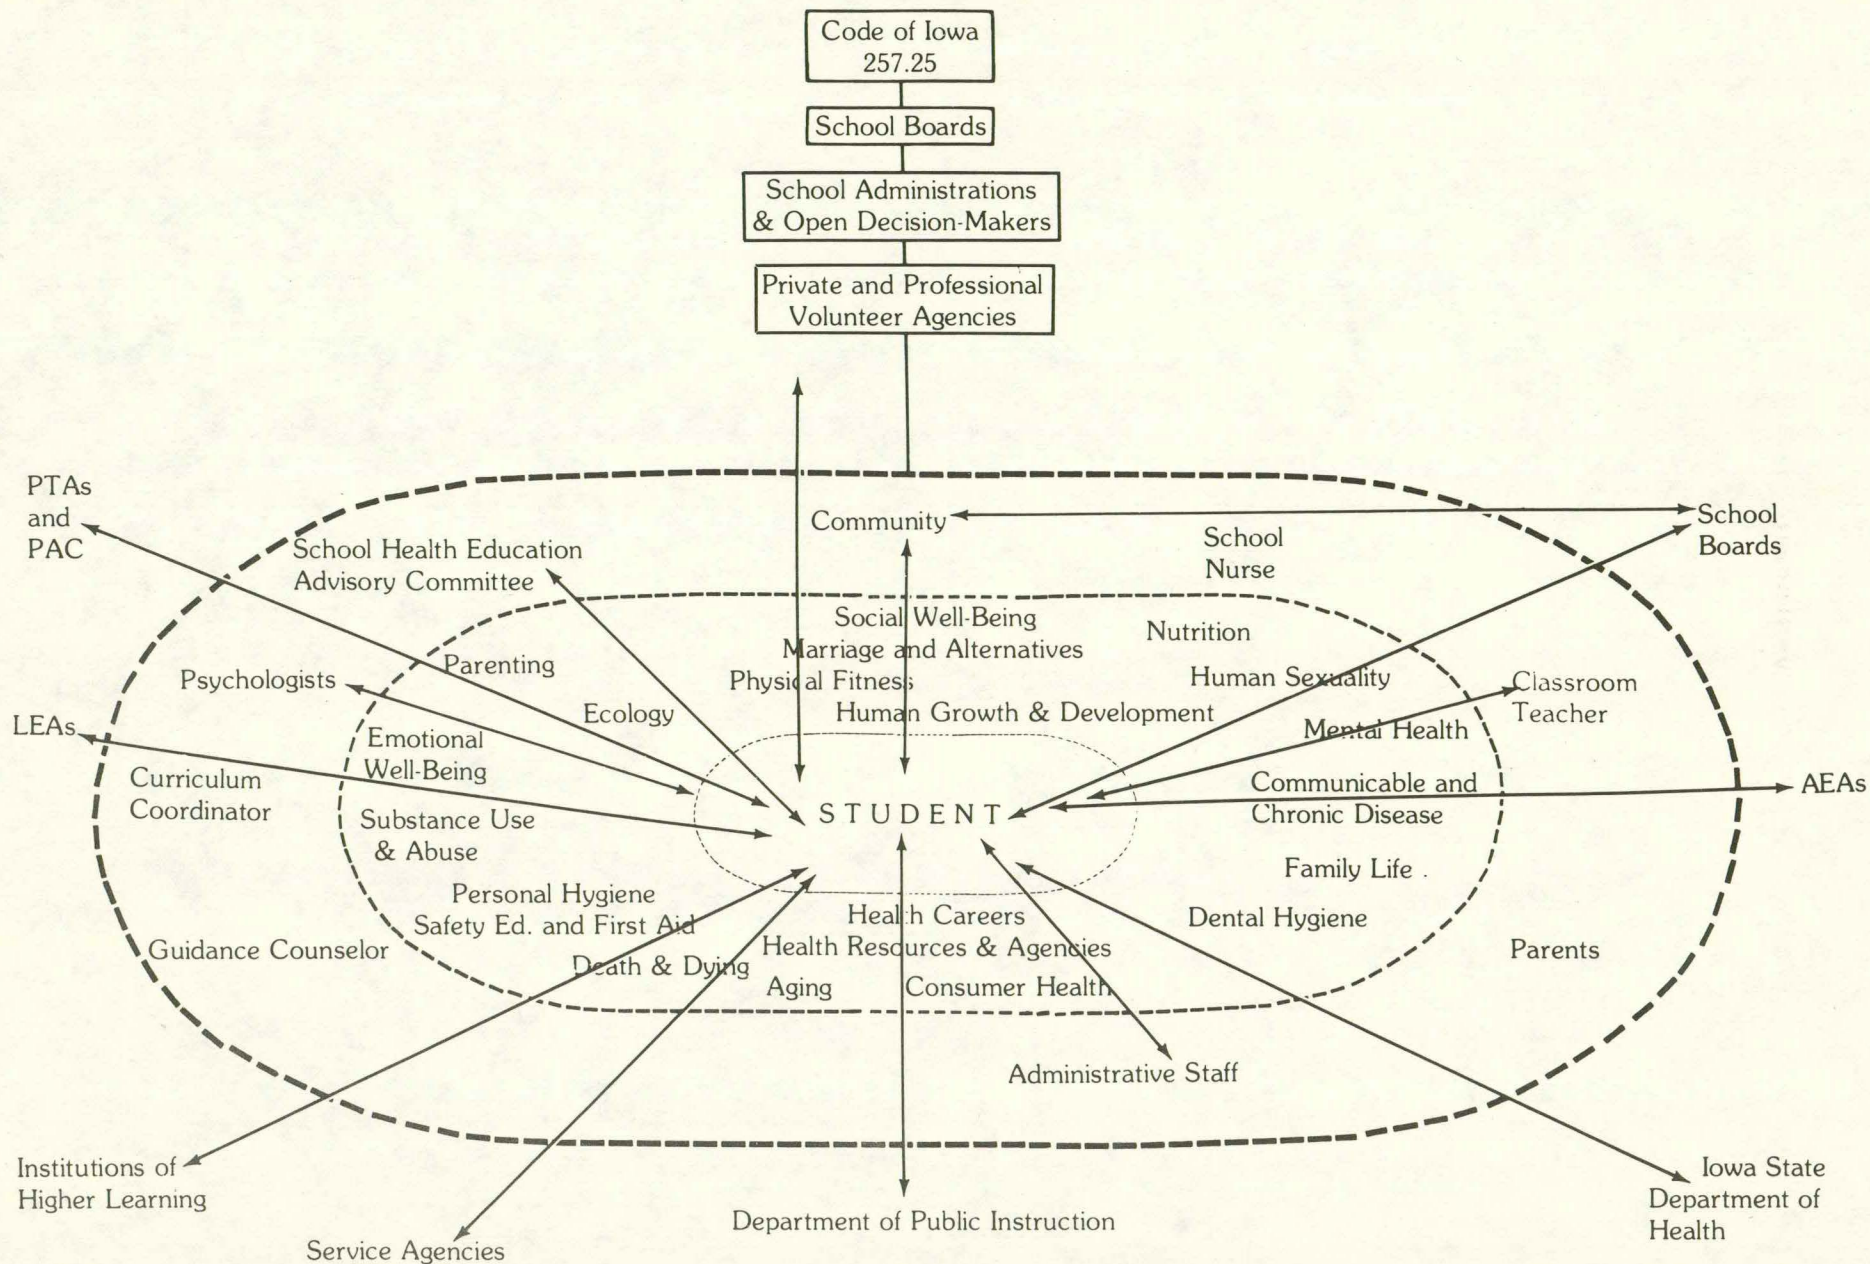 Code of Iowa
257.25
School Boards
School Administrations
& Open Decision-Makers
Private and Professional
Volunteer Agencies
PTAs
and
PAC
School Health Education
Advisory Committee
Community
School
Nurse
School
Boards
Social Well-Being
Marriage and Alternatives
Physical Fitness
Human Growth & Development
Nutrition
Human Sexuality
Parenting
Ecology
Psychologists
LEAs
Emotional
Well-Being
Curriculum
Coordinator
Classroom
Teacher
Mental Health
Communicable and
Chronic Disease
AEAs
STUDENT
Substance Use
& Abuse
Family Life
Personal Hygiene
Safety Ed. and First Aid
Health Careers
Health Resources & Agencies
Dental Hygiene
Guidance Counselor
Death & Dying
Aging
Consumer Health
Parents
Administrative Staff
Institutions of
Higher Learning
Service Agencies
Department of Public Instruction
Iowa State
Department of
Health